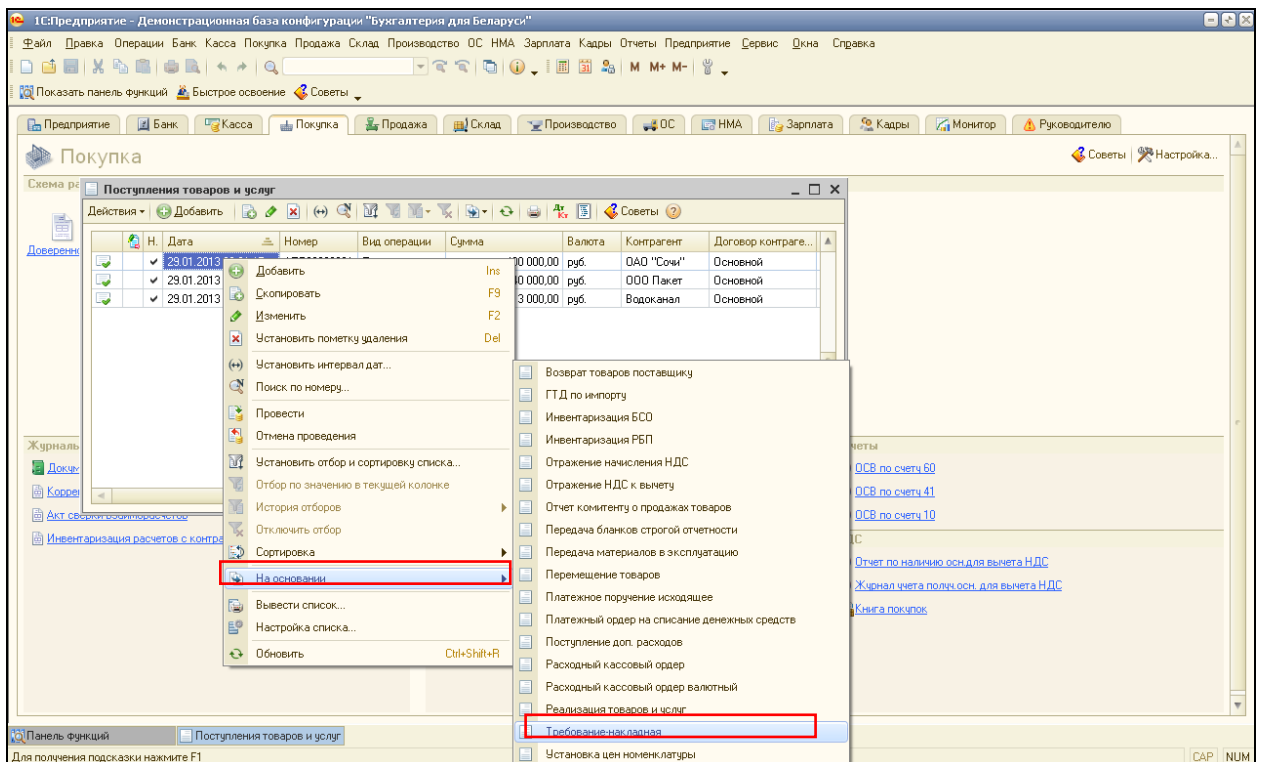 1С:Предприятие - Демонстрационная база конфигурации "Бухгалтерия для Беларуси"
Файл Правка Операции Банк Касса Покупка Продажа Склад Производство ОС НМА Зарплата Кадры Отчеты Предприятие Сервис Окна Справка
M M+ M-
Показать панель функций Быстрое освоение Советы
Предприятие Банк Касса Покупка Продажа Склад Производство ОС НМА Зарплата Кадры Монитор Руководителю
Покупка Советы Настройка...
Схема
Поступления товаров и услуг
Действия Добавить Советы
Н. Дата Номер Вид операции Сумма Валюта Контрагент Договор контраге...
29.01.2013 00 000,00 руб. ОАО "Сочи" Основной
29.01.2013 40 000,00 руб. ООО Пакет Основной
29.01.2013 3 000,00 руб. Водоканал Основной
Добавить Ins
Скопировать F9
Изменить F2
Установить пометку удаления Del
Установить интервал дат...
Поиск по номеру...
Провести
Отмена проведения
Установить отбор и сортировку списка...
Отбор по значению в текущей колонке
История отборов
Отключить отбор
Сортировка
На основании
Вывести список...
Настройка списка...
Обновить Ctrl+Shift+R
Возврат товаров поставщику
ГТД по импорту
Инвентаризация БСО
Инвентаризация РБП
Отражение начисления НДС
Отражение НДС к вычету
Отчет комитенту о продажах товаров
Передача бланков строгой отчетности
Передача материалов в эксплуатацию
Перемещение товаров
Платежное поручение исходящее
Платежный ордер на списание денежных средств
Поступление доп. расходов
Расходный кассовый ордер
Расходный кассовый ордер валютный
Реализация товаров и услуг
Требование-накладная
Установка цен номенклатуры
Акт сверки взаиморасчетов
Инвентаризация расчетов с контра
ОСВ по счету 60
ОСВ по счету 41
ОСВ по счету 10
Отчет по наличию осн.для вычета НДС
Журнал учета получ.осн. для вычета НДС
Книга покупок
Панель функций Поступления товаров и услуг
Для получения подсказки нажмите F1 CAP NUM